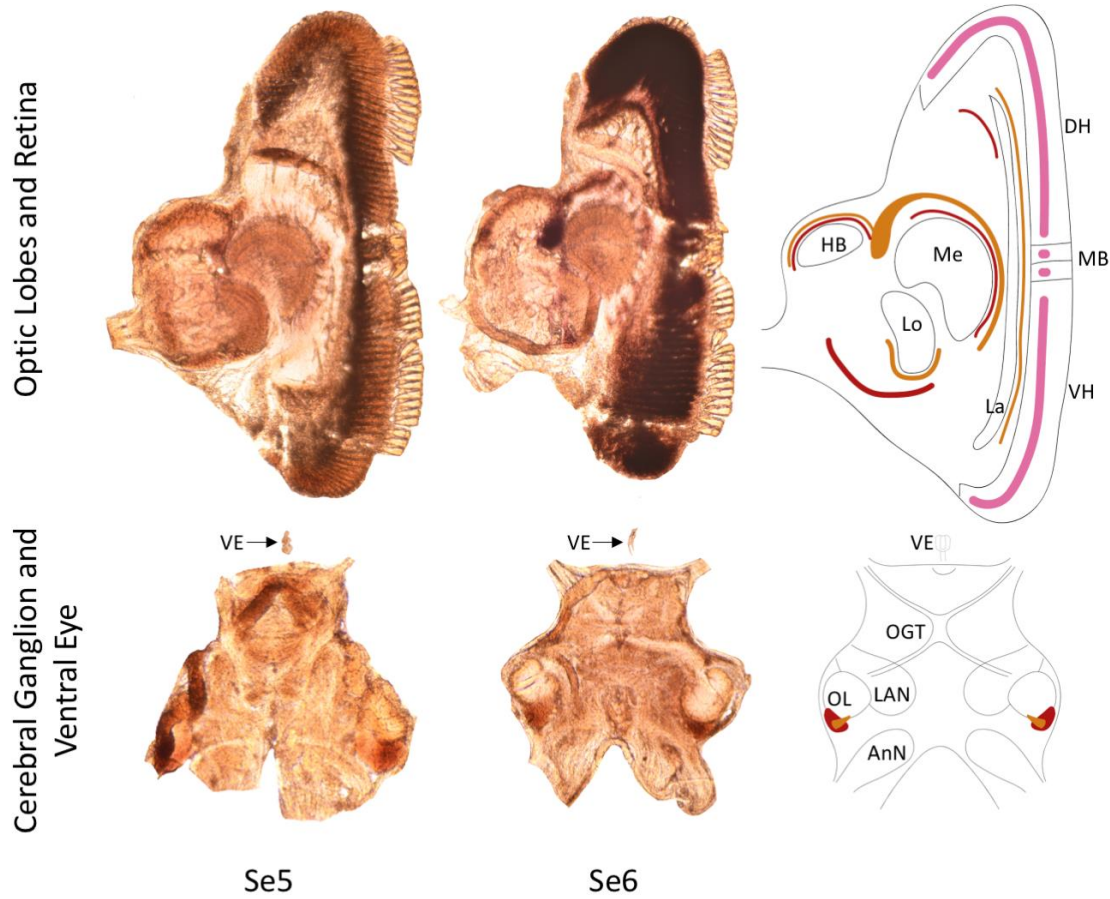 Optic Lobes and Retina
DH
HB
Me
MB
Lo
La
VH
Cerebral Ganglion and
Ventral Eye
VE
VE
VE
OGT
OL
LAN
AnN
Se5
Se6